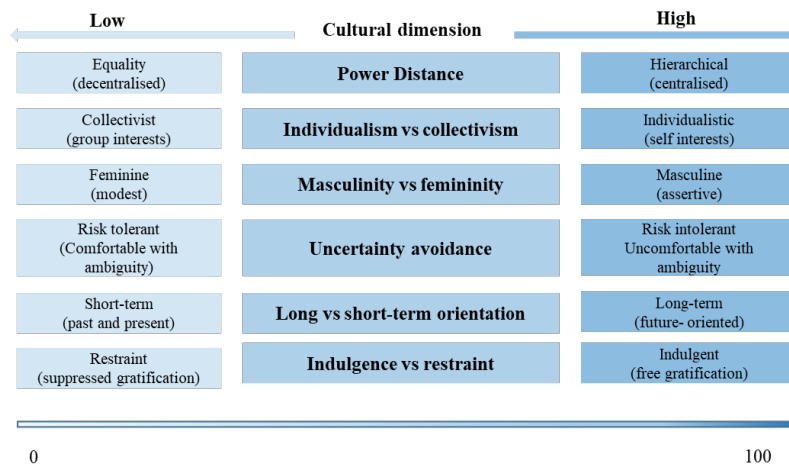 Low
Cultural dimension
High
Equality
(decentralised)
Power Distance
Hierarchical
(centralised)
Collectivist
(group interests)
Individualism vs collectivism
Individualistic
(self interests)
Feminine
(modest)
Masculinity vs femininity
Masculine
(assertive)
Risk tolerant
(Comfortable with
ambiguity)
Uncertainty avoidance
Risk intolerant
Uncomfortable with
ambiguity
Short-term
(past and present)
Long vs short-term orientation
Long-term
(future- oriented)
Restraint
(suppressed gratification)
Indulgence vs restraint
Indulgent
(free gratification)
0
100